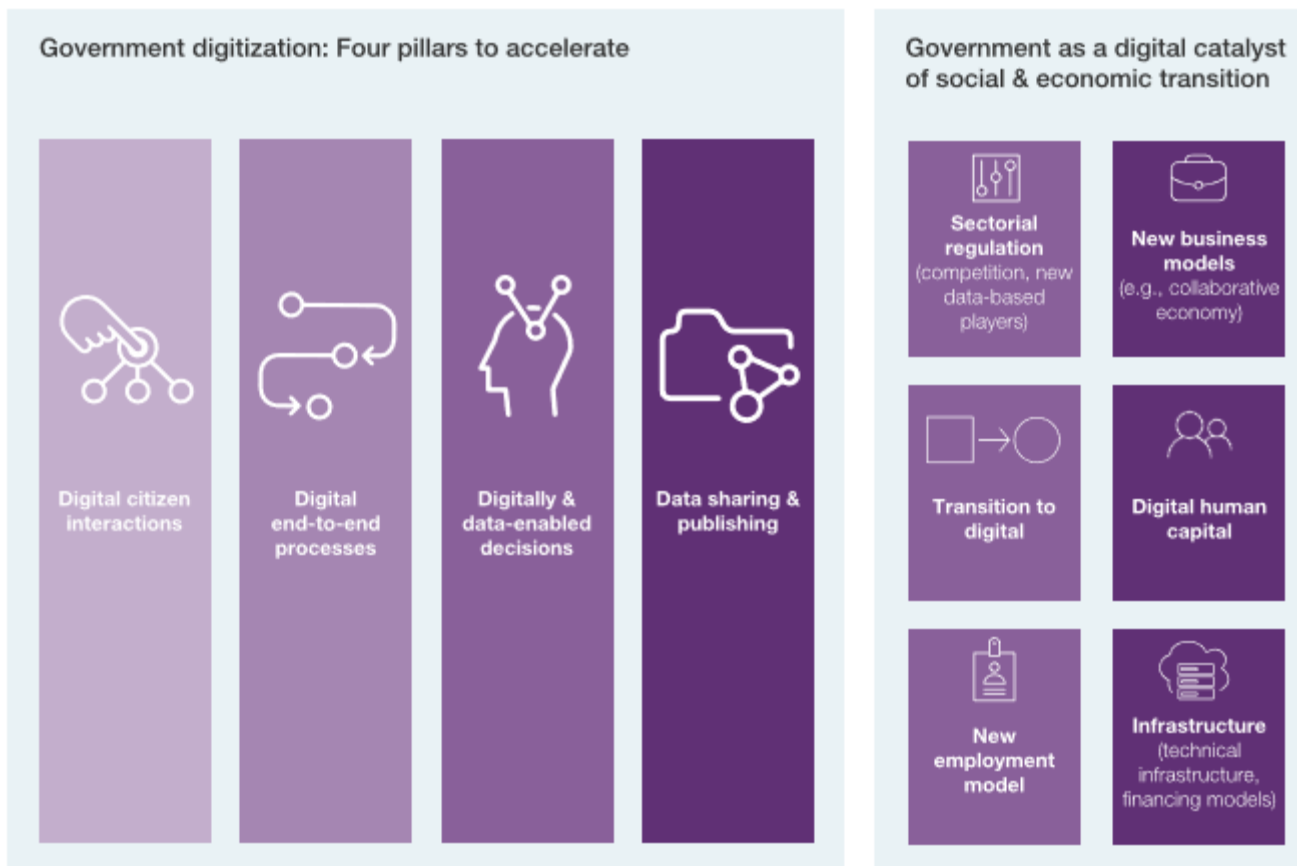 Government digitization: Four pillars to accelerate
Digital citizen
interactions
Digital
end-to-end
processes
Digitally &
data-enabled
decisions
Data sharing &
publishing
Government as a digital catalyst
of social & economic transition
Sectorial
regulation
(competition, new
data-based
players)
New business
models
(e.g., collaborative
economy)
Transition to
digital
Digital human
capital
New
employment
model
Infrastructure
(technical
infrastructure,
financing models)